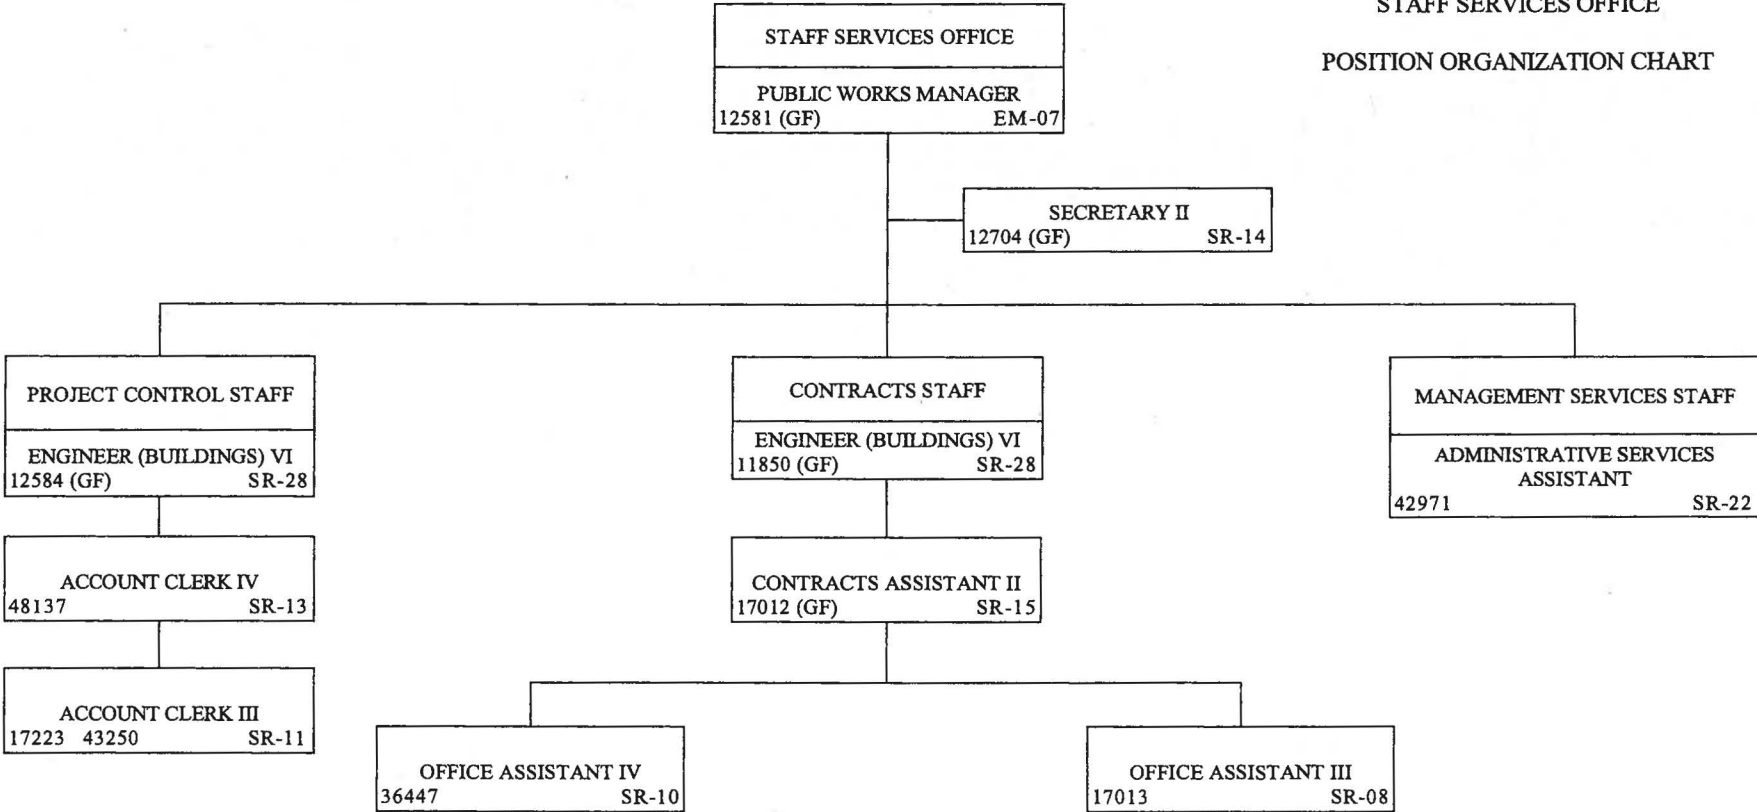 STAFF SERVICES OFFICE
POSITION ORGANIZATION CHART
STAFF SERVICES OFFICE
PUBLIC WORKS MANAGER
12581 (GF) EM-07
SECRETARY II
12704 (GF) SR-14
PROJECT CONTROL STAFF
ENGINEER (BUILDINGS) VI
12584 (GF) SR-28
ACCOUNT CLERK IV
48137 SR-13
ACCOUNT CLERK III
17223 43250 SR-11
CONTRACTS STAFF
ENGINEER (BUILDINGS) VI
11850 (GF) SR-28
CONTRACTS ASSISTANT II
17012 (GF) SR-15
OFFICE ASSISTANT IV
36447 SR-10
OFFICE ASSISTANT III
17013 SR-08
MANAGEMENT SERVICES STAFF
ADMINISTRATIVE SERVICES
ASSISTANT
42971 SR-22